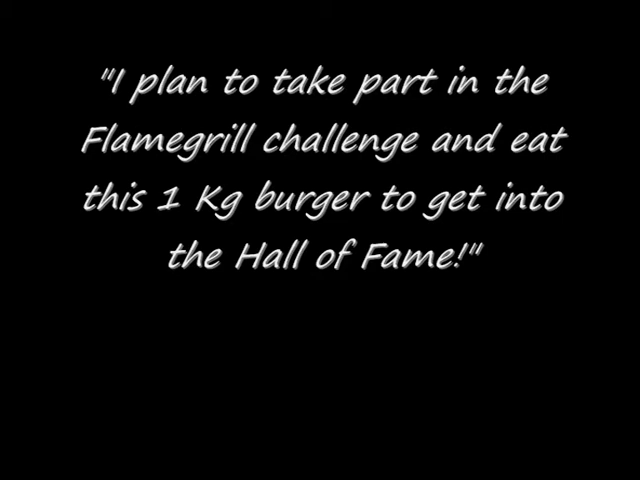 "I plan to take part in the
Flamegrill challenge and eat
this 1 Kg burger to get into
the Hall of Fame!"